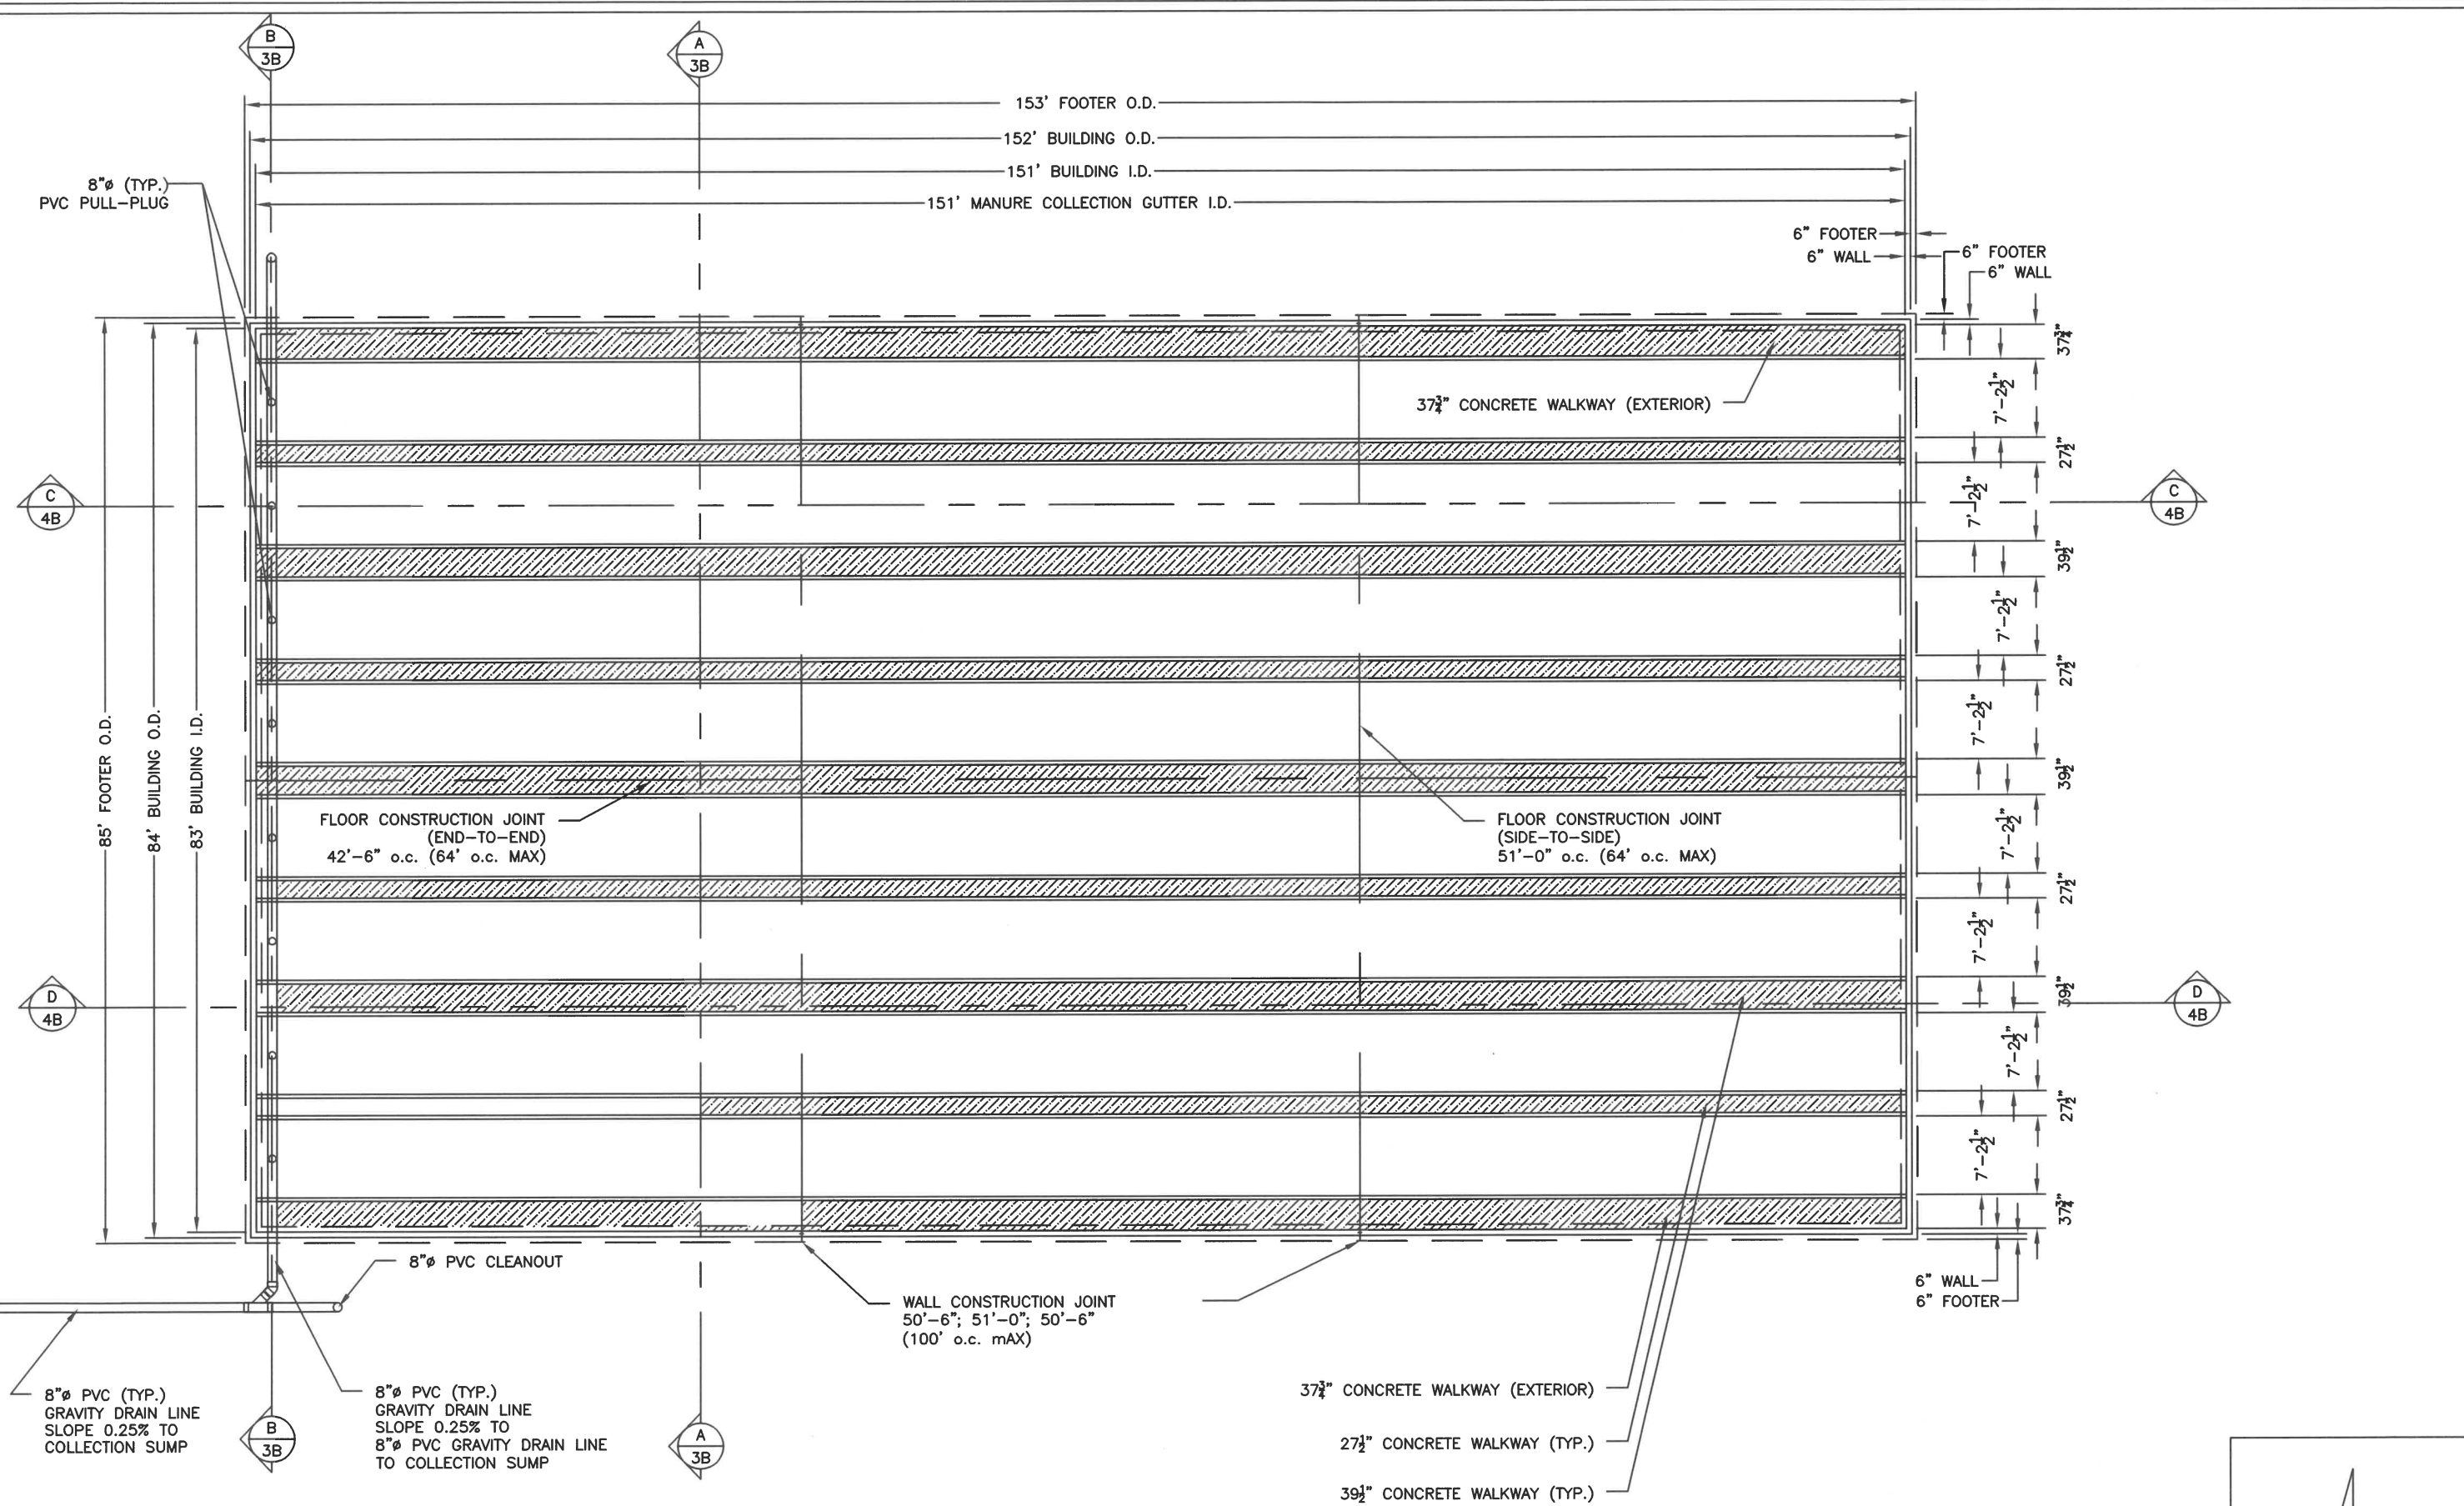 B
3B
A
3B
153' FOOTER O.D.
152' BUILDING O.D.
151' BUILDING I.D.
151' MANURE COLLECTION GUTTER I.D.
8"ø (TYP.)
PVC PULL-PLUG
6" FOOTER
6" WALL
6" FOOTER
6" WALL
37¾"
7'-2½"
27½"
7'-2½"
39½"
7'-2½"
27½"
7'-2½"
39½"
7'-2½"
27½"
7'-2½"
39½"
7'-2½"
27½"
7'-2½"
37¾"
37¾" CONCRETE WALKWAY (EXTERIOR)
C
4B
C
4B
85' FOOTER O.D.
84' BUILDING O.D.
83' BUILDING I.D.
FLOOR CONSTRUCTION JOINT
(END-TO-END)
42'-6" o.c. (64' o.c. MAX)
FLOOR CONSTRUCTION JOINT
(SIDE-TO-SIDE)
51'-0" o.c. (64' o.c. MAX)
D
4B
D
4B
8"ø PVC CLEANOUT
6" WALL
6" FOOTER
WALL CONSTRUCTION JOINT
50'-6"; 51'-0"; 50'-6"
(100' o.c. mAX)
8"ø PVC (TYP.)
GRAVITY DRAIN LINE
SLOPE 0.25% TO
COLLECTION SUMP
B
3B
8"ø PVC (TYP.)
GRAVITY DRAIN LINE
SLOPE 0.25% TO
8"ø PVC GRAVITY DRAIN LINE
TO COLLECTION SUMP
A
3B
37¾" CONCRETE WALKWAY (EXTERIOR)
27½" CONCRETE WALKWAY (TYP.)
39½" CONCRETE WALKWAY (TYP.)